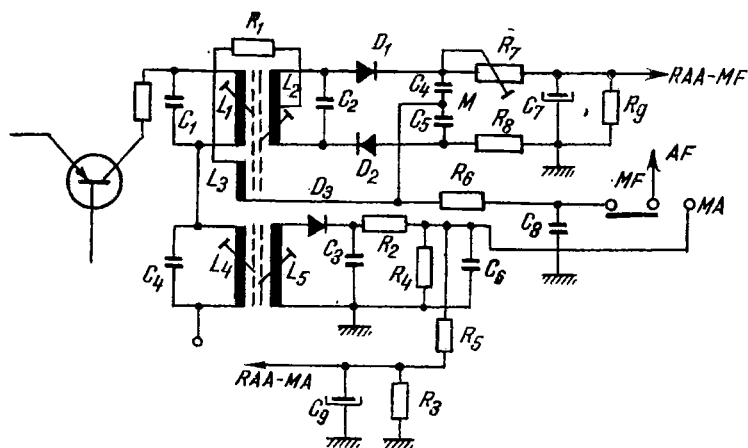 R1
D1
R7
L2
C4
RAA-MF
L1
C1
C2
M
C7
R9
C5
R8
D2
L3
R6
AF
MF
D3
MA
C8
R2
L4
L5
C3
C4
R4
C6
R5
RAA-MA
C9
R3